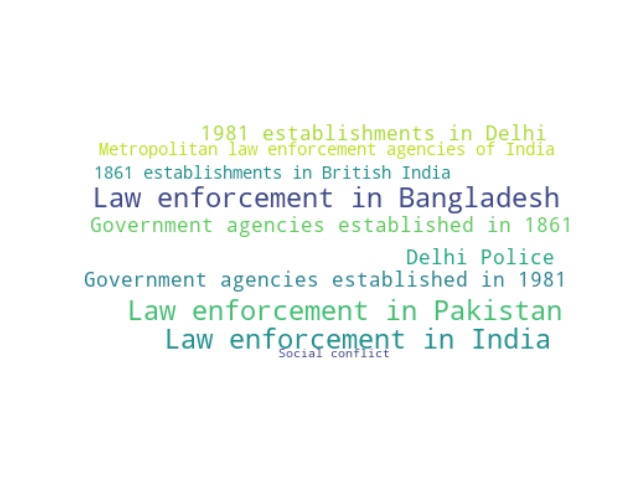 1981 establishments in Delhi
Metropolitan law enforcement agencies of India
1861 establishments in British India
Law enforcement in Bangladesh
Government agencies established in 1861
Delhi Police
Government agencies established in 1981
Law enforcement in Pakistan
Law enforcement in India
Social conflict